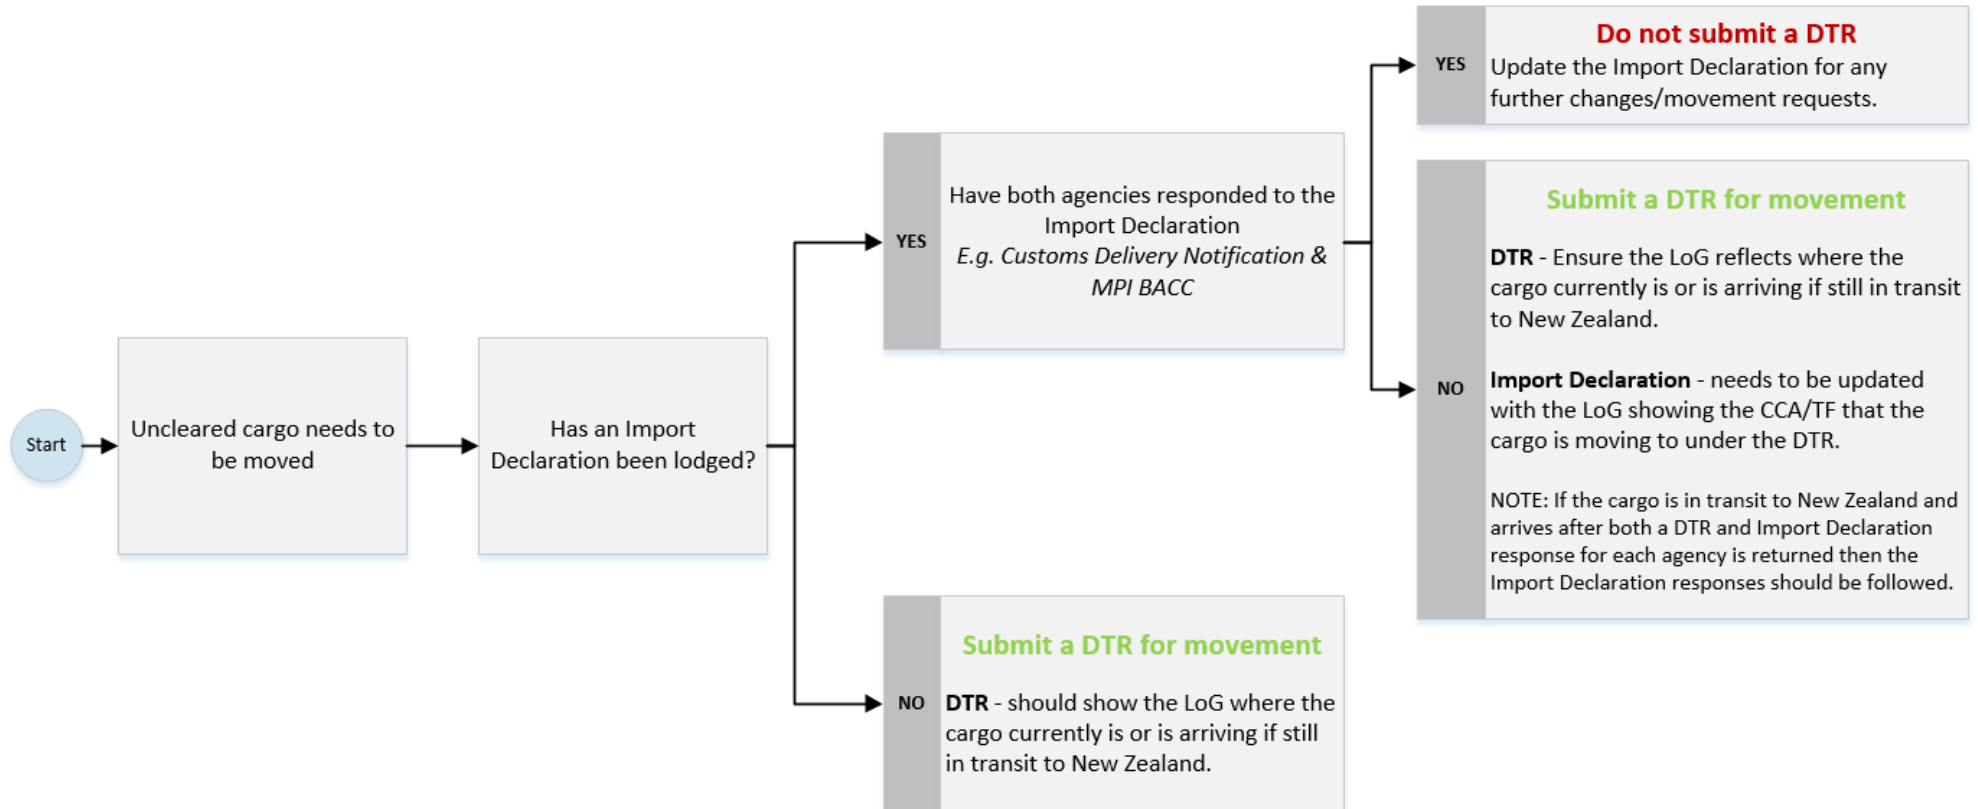 Start
Uncleared cargo needs to
be moved
Has an Import
Declaration been lodged?
YES
Have both agencies responded to the
Import Declaration
E.g. Customs Delivery Notification &
MPI BACC
YES
Do not submit a DTR
Update the Import Declaration for any
further changes/movement requests.
NO
Submit a DTR for movement
DTR - Ensure the LoG reflects where the
cargo currently is or is arriving if still in transit
to New Zealand.
Import Declaration - needs to be updated
with the LoG showing the CCA/TF that the
cargo is moving to under the DTR.
NOTE: If the cargo is in transit to New Zealand and
arrives after both a DTR and Import Declaration
response for each agency is returned then the
Import Declaration responses should be followed.
NO
Submit a DTR for movement
DTR - should show the LoG where the
cargo currently is or is arriving if still
in transit to New Zealand.